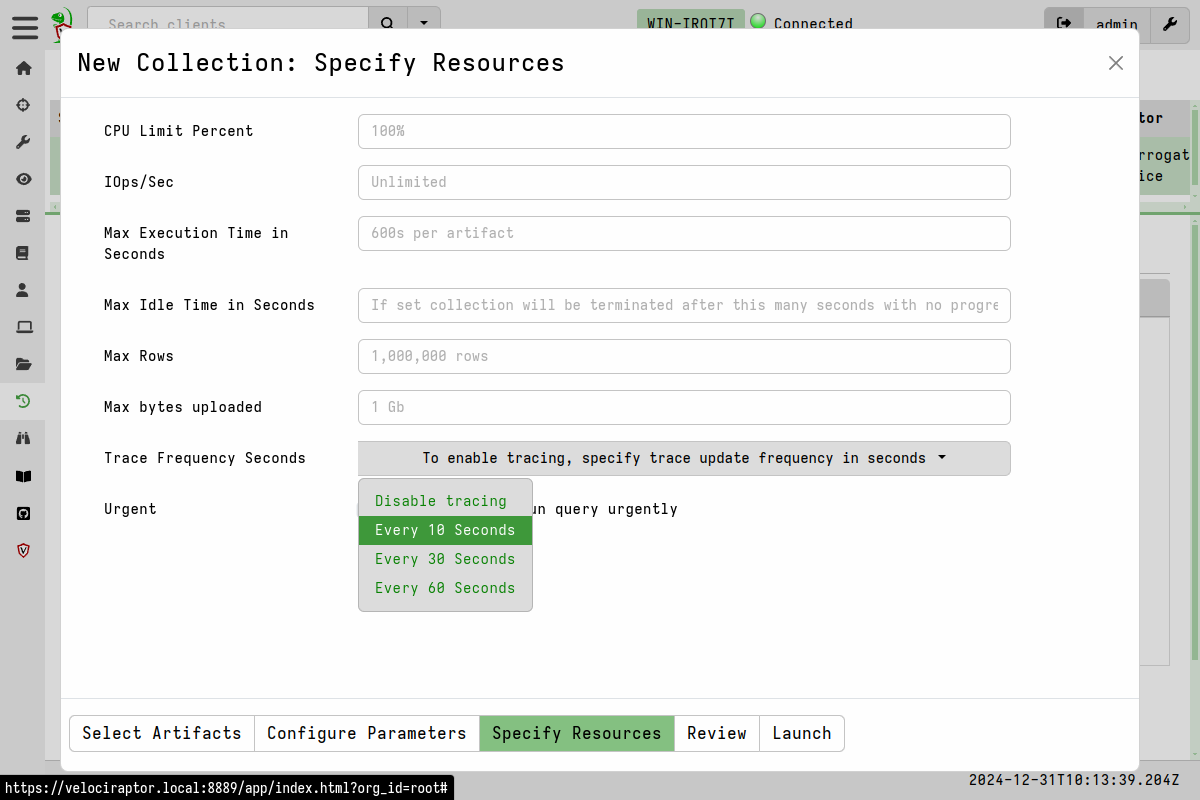 Search clients
WIN-IROI7I
Connected
admin
New Collection: Specify Resources
tor
CPU Limit Percent
100%
rrogat
ice
IOps/Sec
Unlimited
Max Execution Time in
Seconds
600s per artifact
Max Idle Time in Seconds
If set collection will be terminated after this many seconds with no progre
Max Rows
1,000,000 rows
Max bytes uploaded
1 Gb
Trace Frequency Seconds
To enable tracing, specify trace update frequency in seconds
Urgent
un query urgently
Disable tracing
Every 10 Seconds
Every 30 Seconds
Every 60 Seconds
Select Artifacts
Configure Parameters
Specify Resources
Review
Launch
https://velociraptor.local:8889/app/index.html?org_id=root#
2024-12-31T10:13:39.204Z